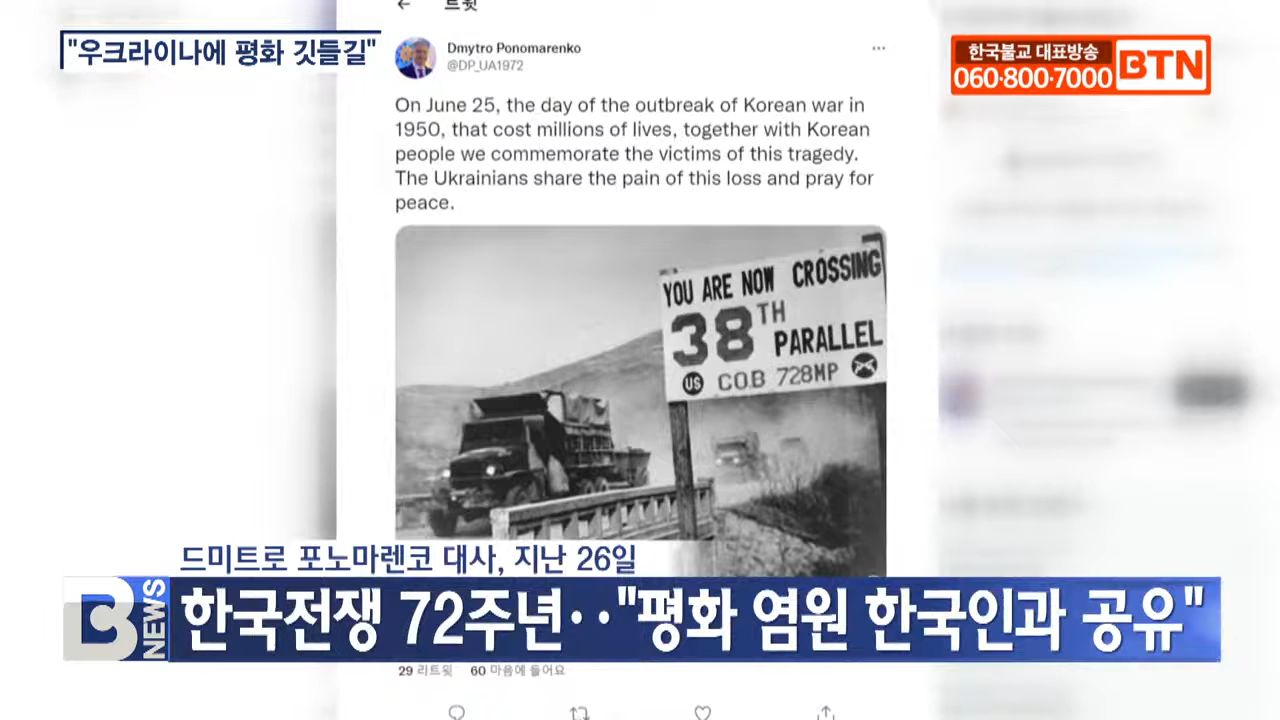 트윗
"우크라이나에 평화 깃들길"
한국불교 대표방송
060·800·7000
BTN
Dmytro Ponomarenko
@DP_UA1972
On June 25, the day of the outbreak of Korean war in
1950, that cost millions of lives, together with Korean
people we commemorate the victims of this tragedy.
The Ukrainians share the pain of this loss and pray for
peace.
YOU ARE NOW CROSSING
38TH
PARALLEL
US COB 728MP
드미트로 포노마렌코 대사, 지난 26일
B NEWS
한국전쟁 72주년··"평화 염원 한국인과 공유"
29 리트윗 60 마음에 들어요